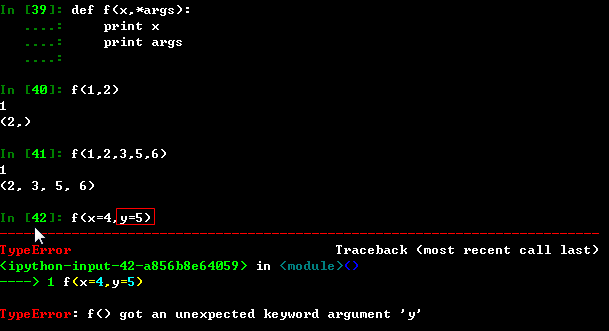 In [39]: def f(x,*args):
   ....:     print x
   ....:     print args
   ....:
In [40]: f(1,2)
1
(2,)
In [41]: f(1,2,3,5,6)
1
(2, 3, 5, 6)
In [42]: f(x=4,y=5)
---------------------------------------------------------------------------
TypeError                                 Traceback (most recent call last)
<ipython-input-42-a856b8e64059> in <module>()
----> 1 f(x=4,y=5)
TypeError: f() got an unexpected keyword argument 'y'